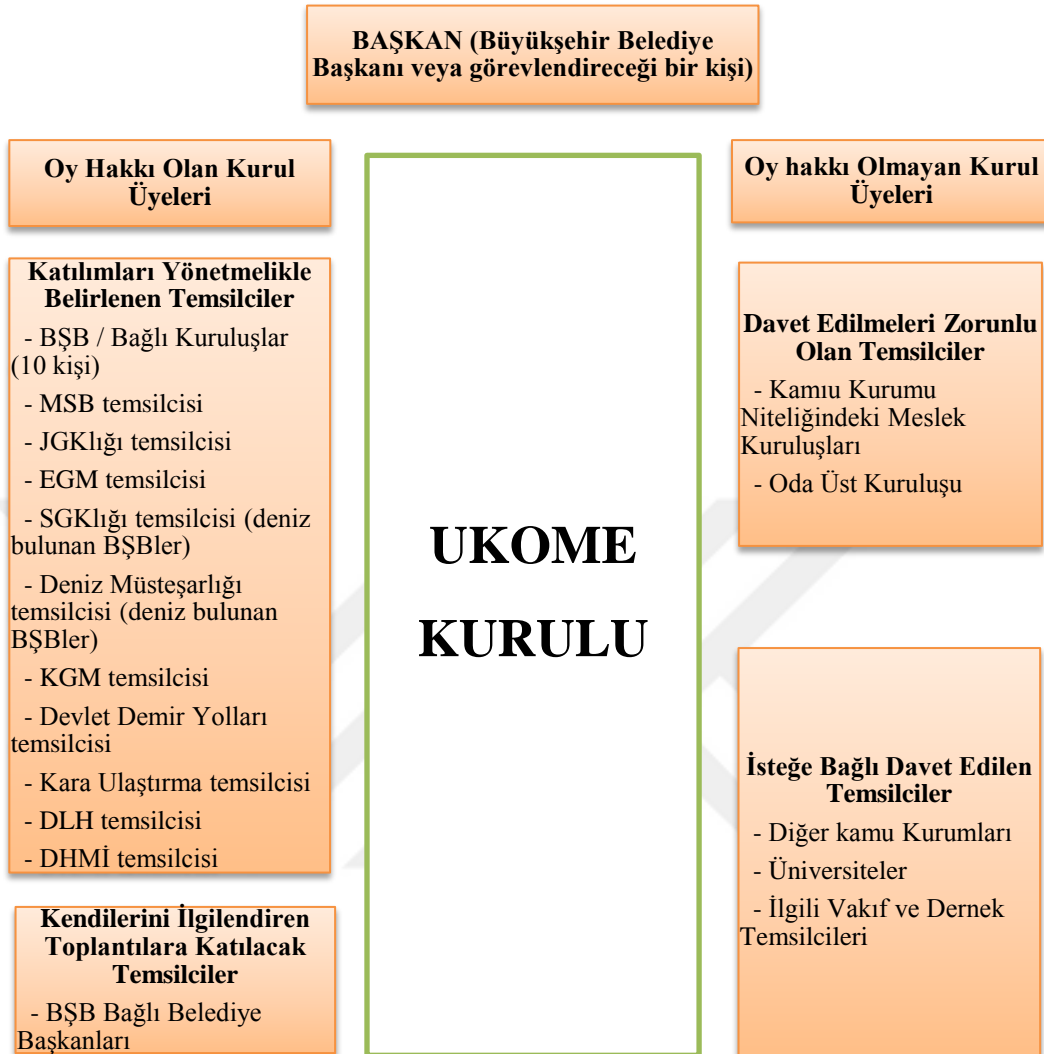 BAŞKAN (Büyükşehir Belediye
Başkanı veya görevlendireceği bir kişi)
Oy Hakkı Olan Kurul
Üyeleri
Katılımları Yönetmelikle
Belirlenen Temsilciler
- BŞB / Bağlı Kuruluşlar
(10 kişi)
- MSB temsilcisi
- JGKlığı temsilcisi
- EGM temsilcisi
- SGKlığı temsilcisi (deniz
bulunan BŞBler)
- Deniz Müsteşarlığı
temsilcisi (deniz bulunan
BŞBler)
- KGM temsilcisi
- Devlet Demir Yolları
temsilcisi
- Kara Ulaştırma temsilcisi
- DLH temsilcisi
- DHMİ temsilcisi
Kendilerini İlgilendiren
Toplantılara Katılacak
Temsilciler
- BŞB Bağlı Belediye
Başkanları
UKOME
KURULU
Oy hakkı Olmayan Kurul
Üyeleri
Davet Edilmeleri Zorunlu
Olan Temsilciler
- Kamıu Kurumu
Niteliğindeki Meslek
Kuruluşları
- Oda Üst Kuruluşu
İsteğe Bağlı Davet Edilen
Temsilciler
- Diğer kamu Kurumları
- Üniversiteler
- İlgili Vakıf ve Dernek
Temsilcileri